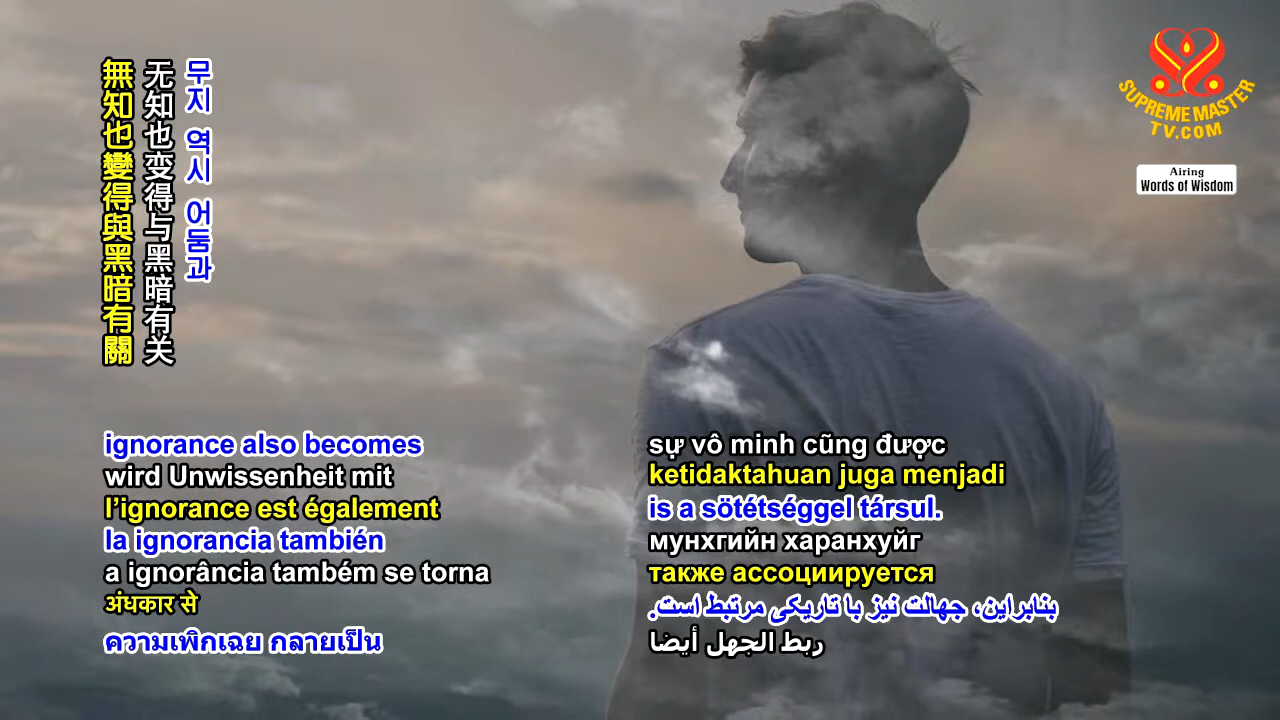 無知也變得與黑暗有關
无知也变得与黑暗有关
무지 역시 어둠과
SUPREME MASTER
TV.COM
Airing
Words of Wisdom
ignorance also becomes
wird Unwissenheit mit
l’ignorance est également
la ignorancia también
a ignorância também se torna
अंधकार से
ความเพิกเฉย กลายเป็น
sự vô minh cũng được
ketidaktahuan juga menjadi
is a sötétséggel társul.
мунхгийн харанхуйг
также ассоциируется
بنابراین، جهالت نیز با تاریکی مرتبط است.
ربط الجهل أيضا